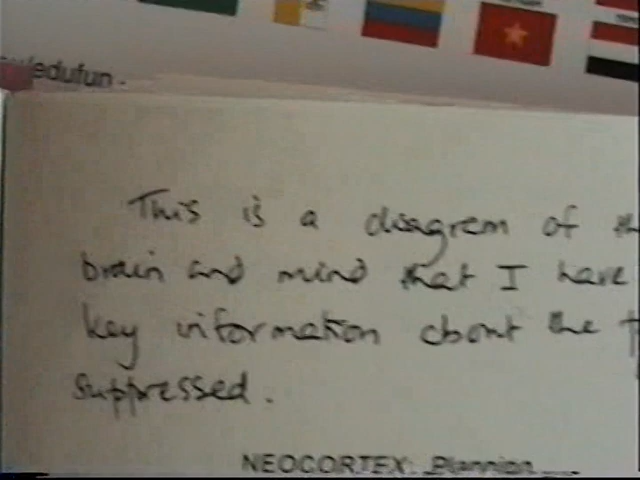 edufun.
This is a diagram of
brain and mind that I have
key information about the
suppressed.
NEOCORTEX: Planning